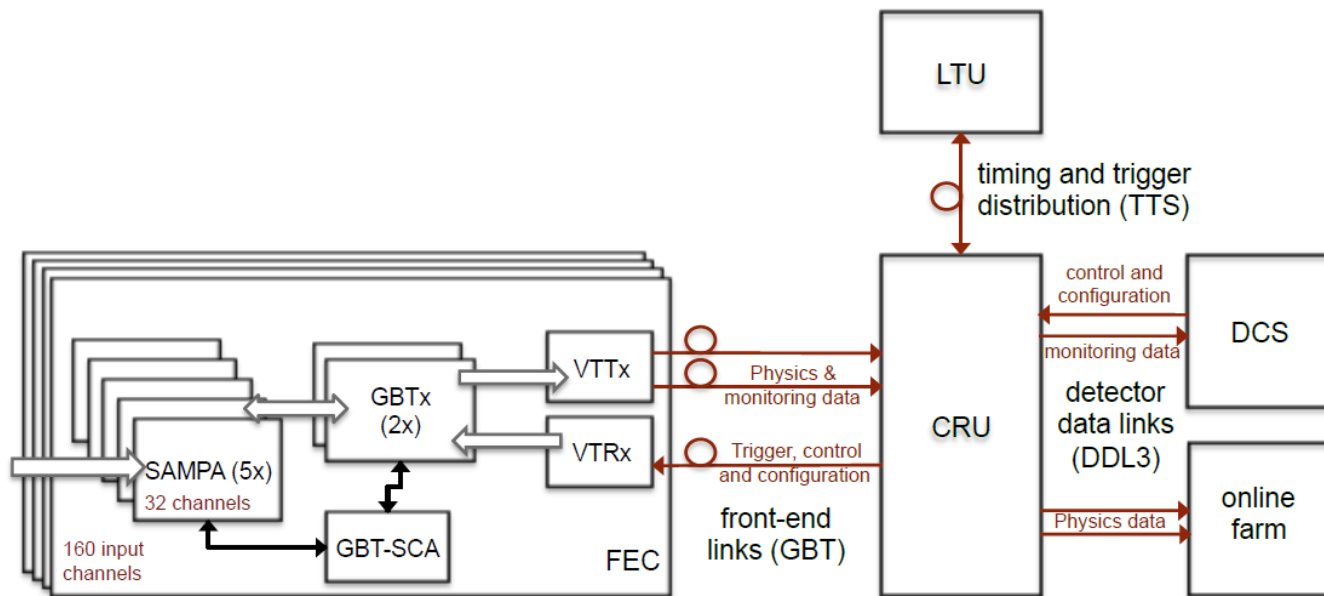 LTU
timing and trigger
distribution (TTS)
control and
configuration
DCS
monitoring data
detector
data links
(DDL3)
CRU
Physics data
online
farm
VTTx
Physics &
monitoring data
GBTx
(2x)
VTRx
Trigger, control
and configuration
front-end
links (GBT)
SAMPA (5x)
32 channels
GBT-SCA
160 input
channels
FEC